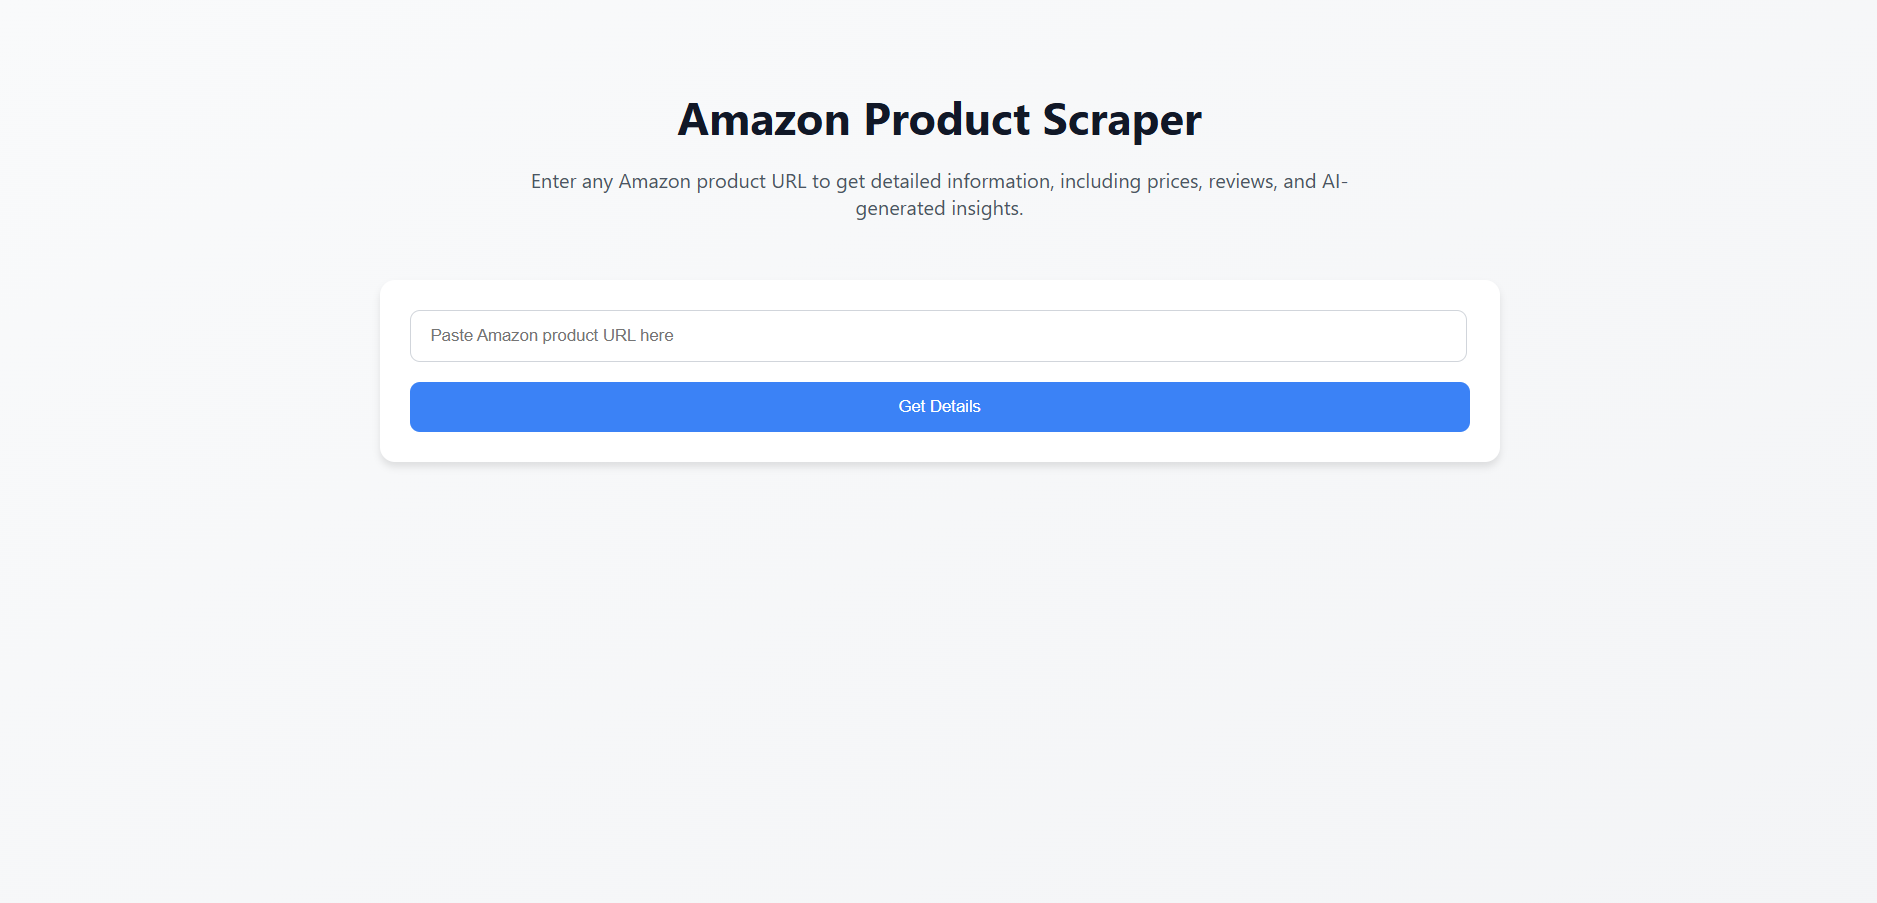 Amazon Product Scraper
Enter any Amazon product URL to get detailed information, including prices, reviews, and AI-
generated insights.
Paste Amazon product URL here
Get Details